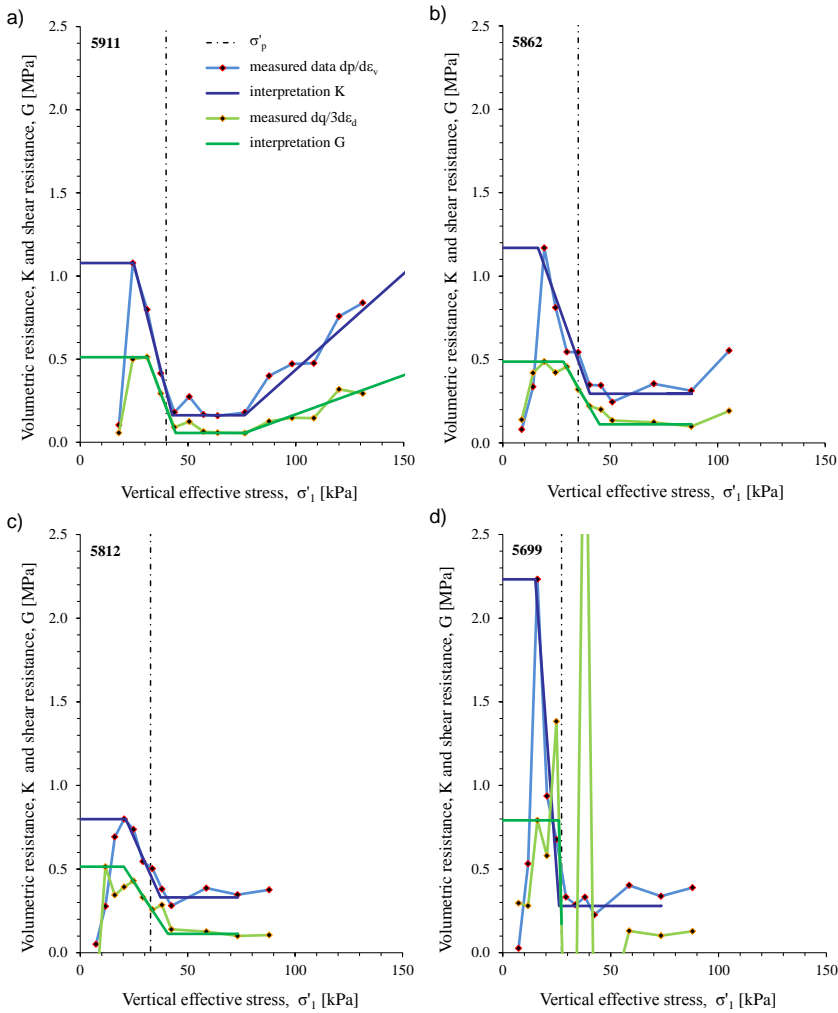 a)
5911
σ'p
measured data dp/dεv
interpretation K
measured dq/3dεd
interpretation G
Volumetric resistance, K and shear resistance, G [MPa]
2.5
2.0
1.5
1.0
0.5
0.0
0 50 100 150
Vertical effective stress, σ'1 [kPa]
b)
5862
Volumetric resistance, K and shear resistance, G [MPa]
2.5
2.0
1.5
1.0
0.5
0.0
0 50 100 150
Vertical effective stress, σ'1 [kPa]
c)
5812
Volumetric resistance, K and shear resistance, G [MPa]
2.5
2.0
1.5
1.0
0.5
0.0
0 50 100 150
Vertical effective stress, σ'1 [kPa]
d)
5699
Volumetric resistance, K and shear resistance, G [MPa]
2.5
2.0
1.5
1.0
0.5
0.0
0 50 100 150
Vertical effective stress, σ'1 [kPa]